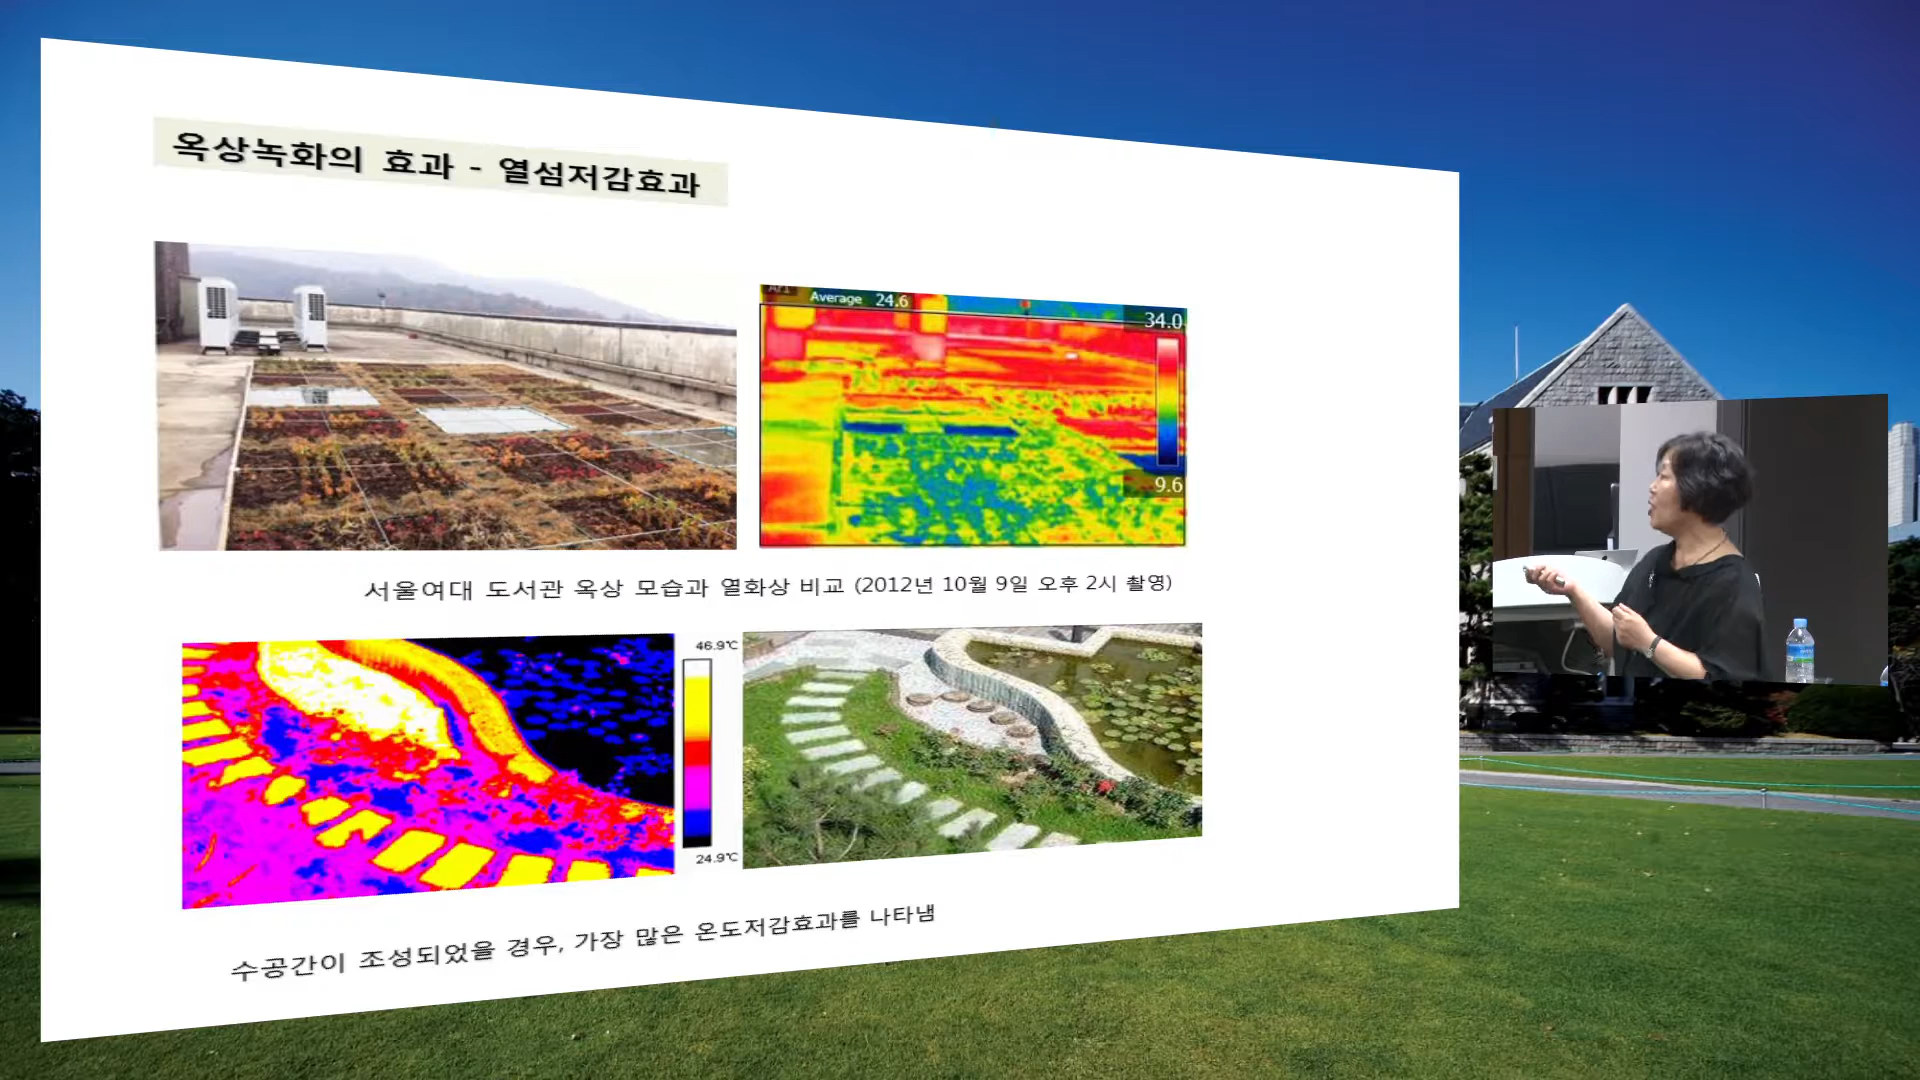 옥상녹화의 효과 - 열섬저감효과
Average 24.6
34.0
9.6
서울여대 도서관 옥상 모습과 열화상 비교 (2012년 10월 9일 오후 2시 촬영)
46.9℃
24.9℃
수공간이 조성되었을 경우, 가장 많은 온도저감효과를 나타냄